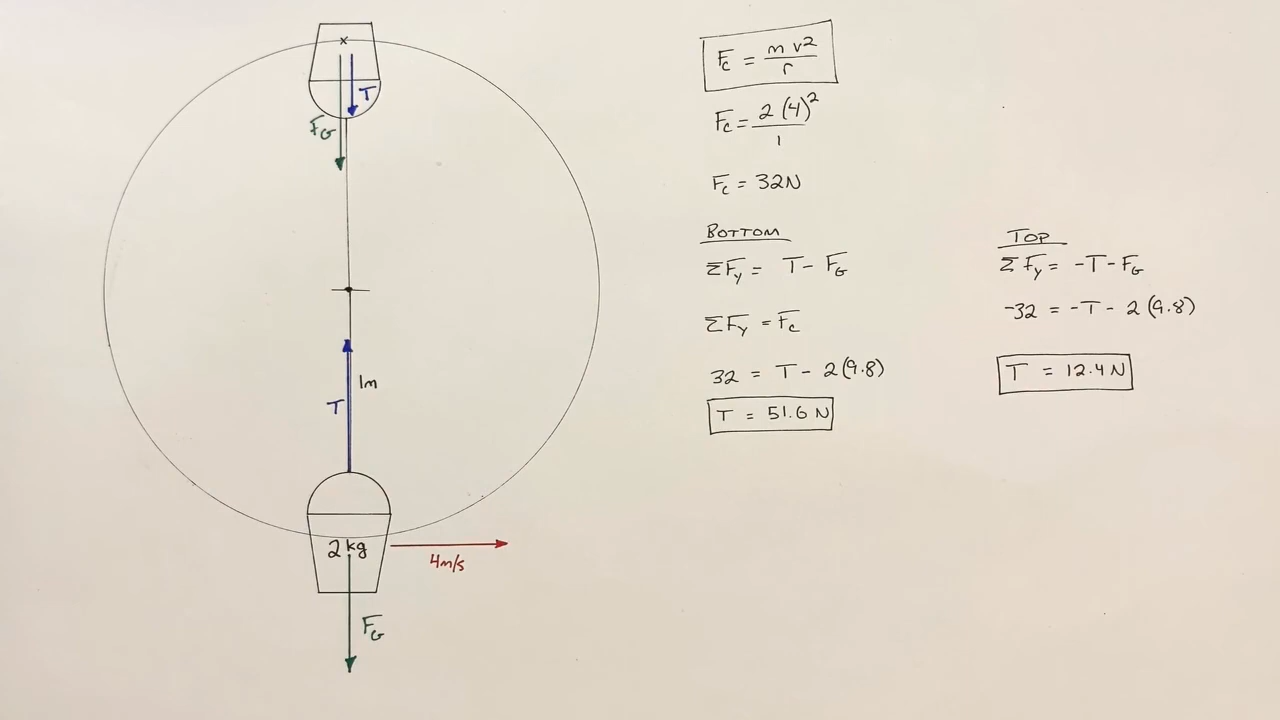 x
T
F_G
1m
T
2 kg
4m/s
F_G
F_c = m v² / r
F_c = 2 (4)² / 1
F_c = 32N
BOTTOM
ΣF_y = T - F_G
ΣF_y = F_c
32 = T - 2(9.8)
T = 51.6 N
TOP
ΣF_y = -T - F_G
-32 = -T - 2(9.8)
T = 12.4 N